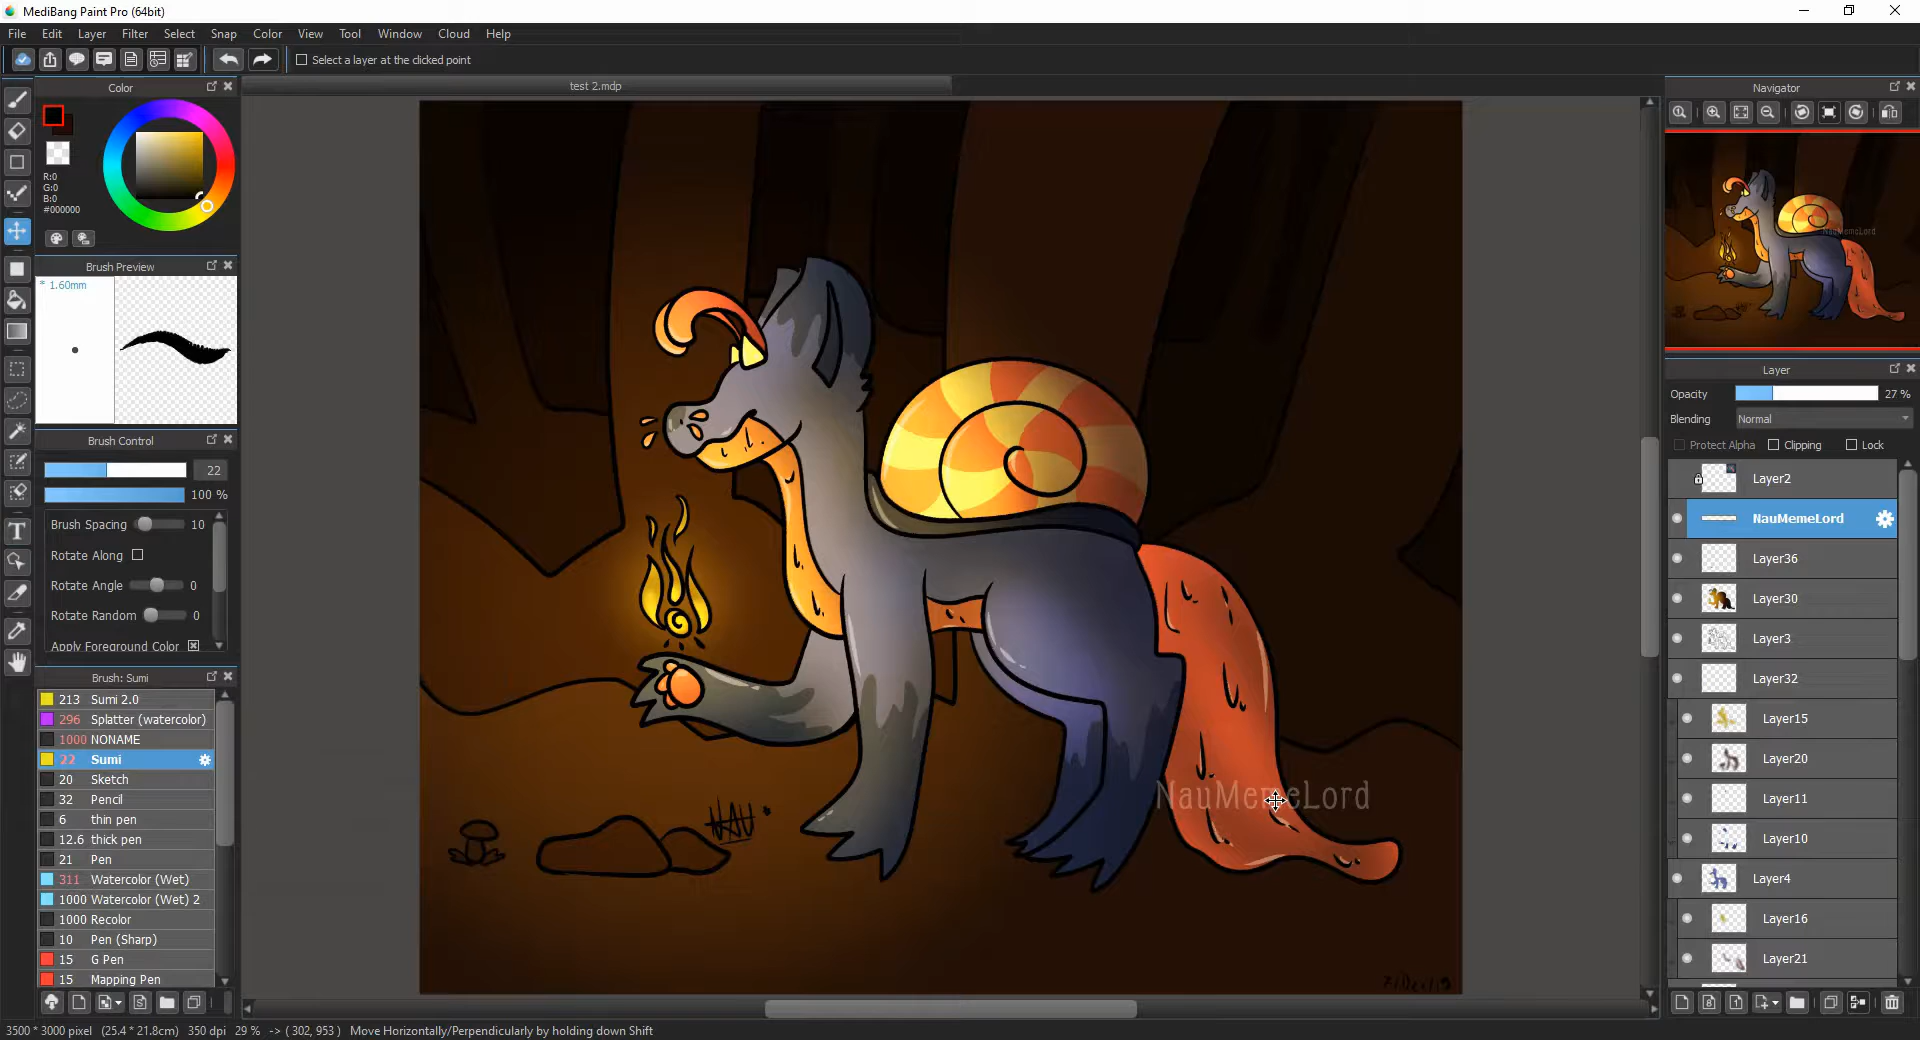 MediBang Paint Pro (64bit)
File Edit Layer Filter Select Snap Color View Tool Window Cloud Help
Select a layer at the clicked point
Color
R:0
G:0
B:0
#000000
Brush Preview
* 1.60mm
Brush Control
22
100 %
Brush Spacing 10
Rotate Along
Rotate Angle 0
Rotate Random 0
Apply Foreground Color
Brush: Sumi
213 Sumi 2.0
296 Splatter (watercolor)
1000 NONAME
22 Sumi
20 Sketch
32 Pencil
6 thin pen
12.6 thick pen
21 Pen
311 Watercolor (Wet)
1000 Watercolor (Wet) 2
1000 Recolor
10 Pen (Sharp)
15 G Pen
15 Mapping Pen
test 2.mdp
NauMemeLord
NAU
Navigator
NauMemeLord
Layer
Opacity 27 %
Blending Normal
Protect Alpha Clipping Lock
Layer2
NauMemeLord
Layer36
Layer30
Layer3
Layer32
Layer15
Layer20
Layer11
Layer10
Layer4
Layer16
Layer21
3500 * 3000 pixel (25.4 * 21.8cm) 350 dpi 29 % -> ( 302, 953 ) Move Horizontally/Perpendicularly by holding down Shift